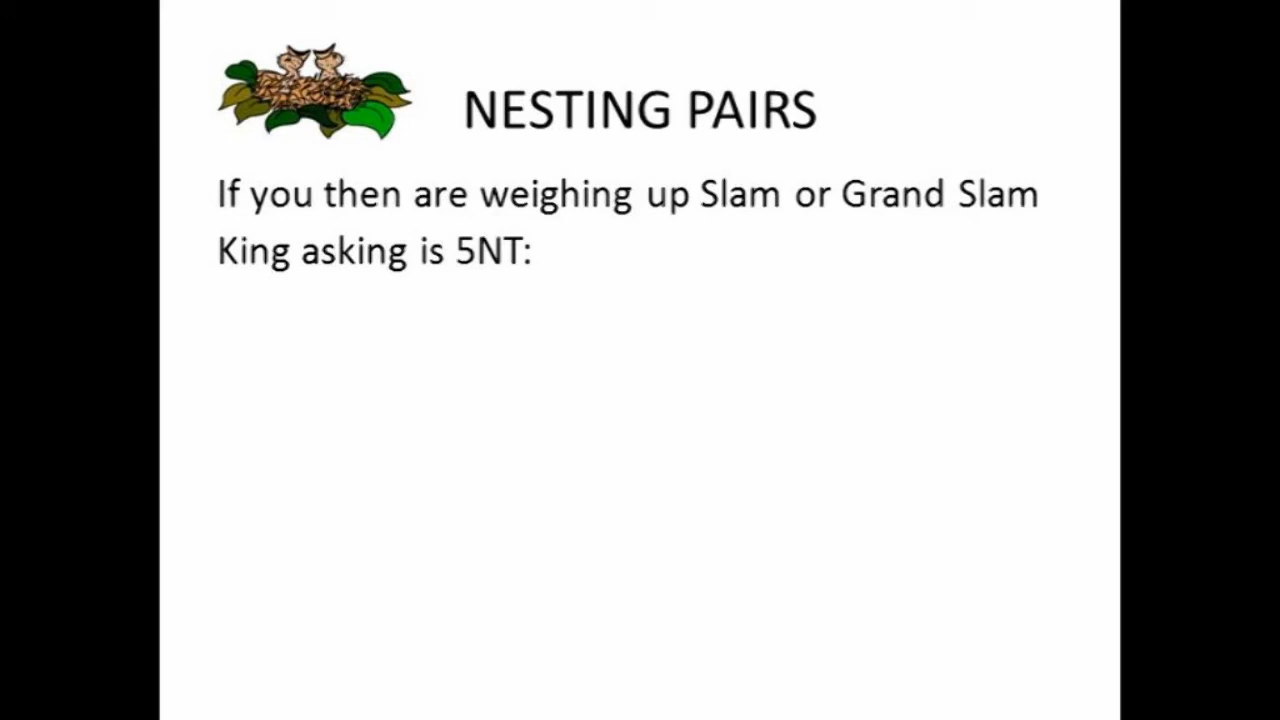 NESTING PAIRS
If you then are weighing up Slam or Grand Slam
King asking is 5NT: